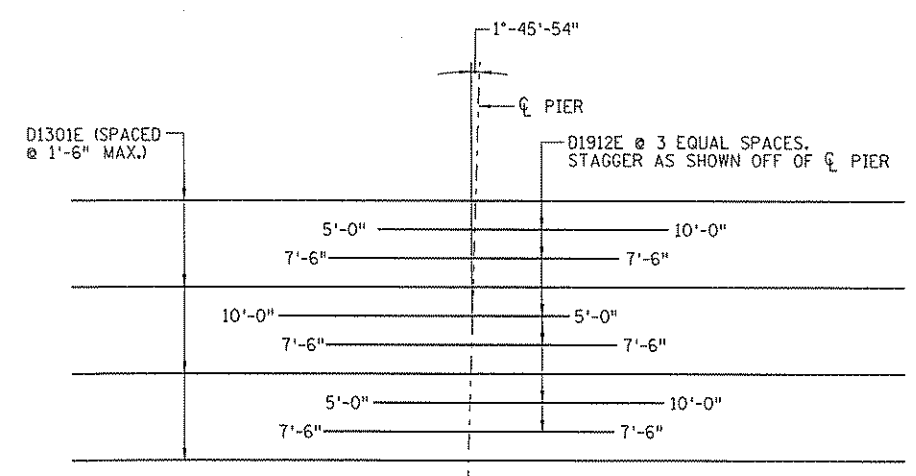 1°-45'-54"
℄ PIER
D1301E (SPACED
@ 1'-6" MAX.)
D1912E @ 3 EQUAL SPACES.
STAGGER AS SHOWN OFF OF ℄ PIER
5'-0" 10'-0"
7'-6" 7'-6"
10'-0" 5'-0"
7'-6" 7'-6"
5'-0" 10'-0"
7'-6" 7'-6"